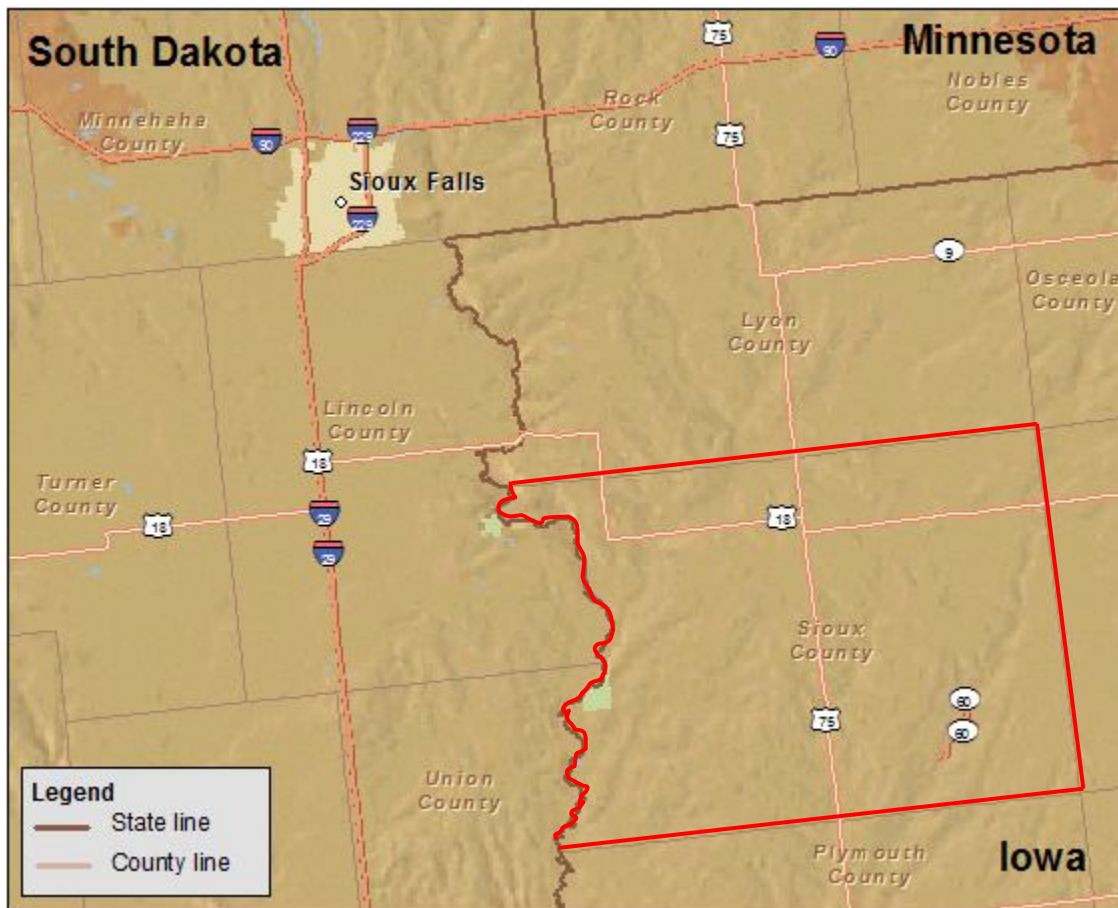 South Dakota
Minnesota
75
90
Nobles
County
Rock
County
Minnehaha
County
90
229
75
Sioux Falls
229
9
Osceola
County
Lyon
County
Lincoln
County
18
Turner
County
18
29
18
29
Sioux
County
60
60
75
Union
County
Legend
State line
County line
Plymouth
County
Iowa